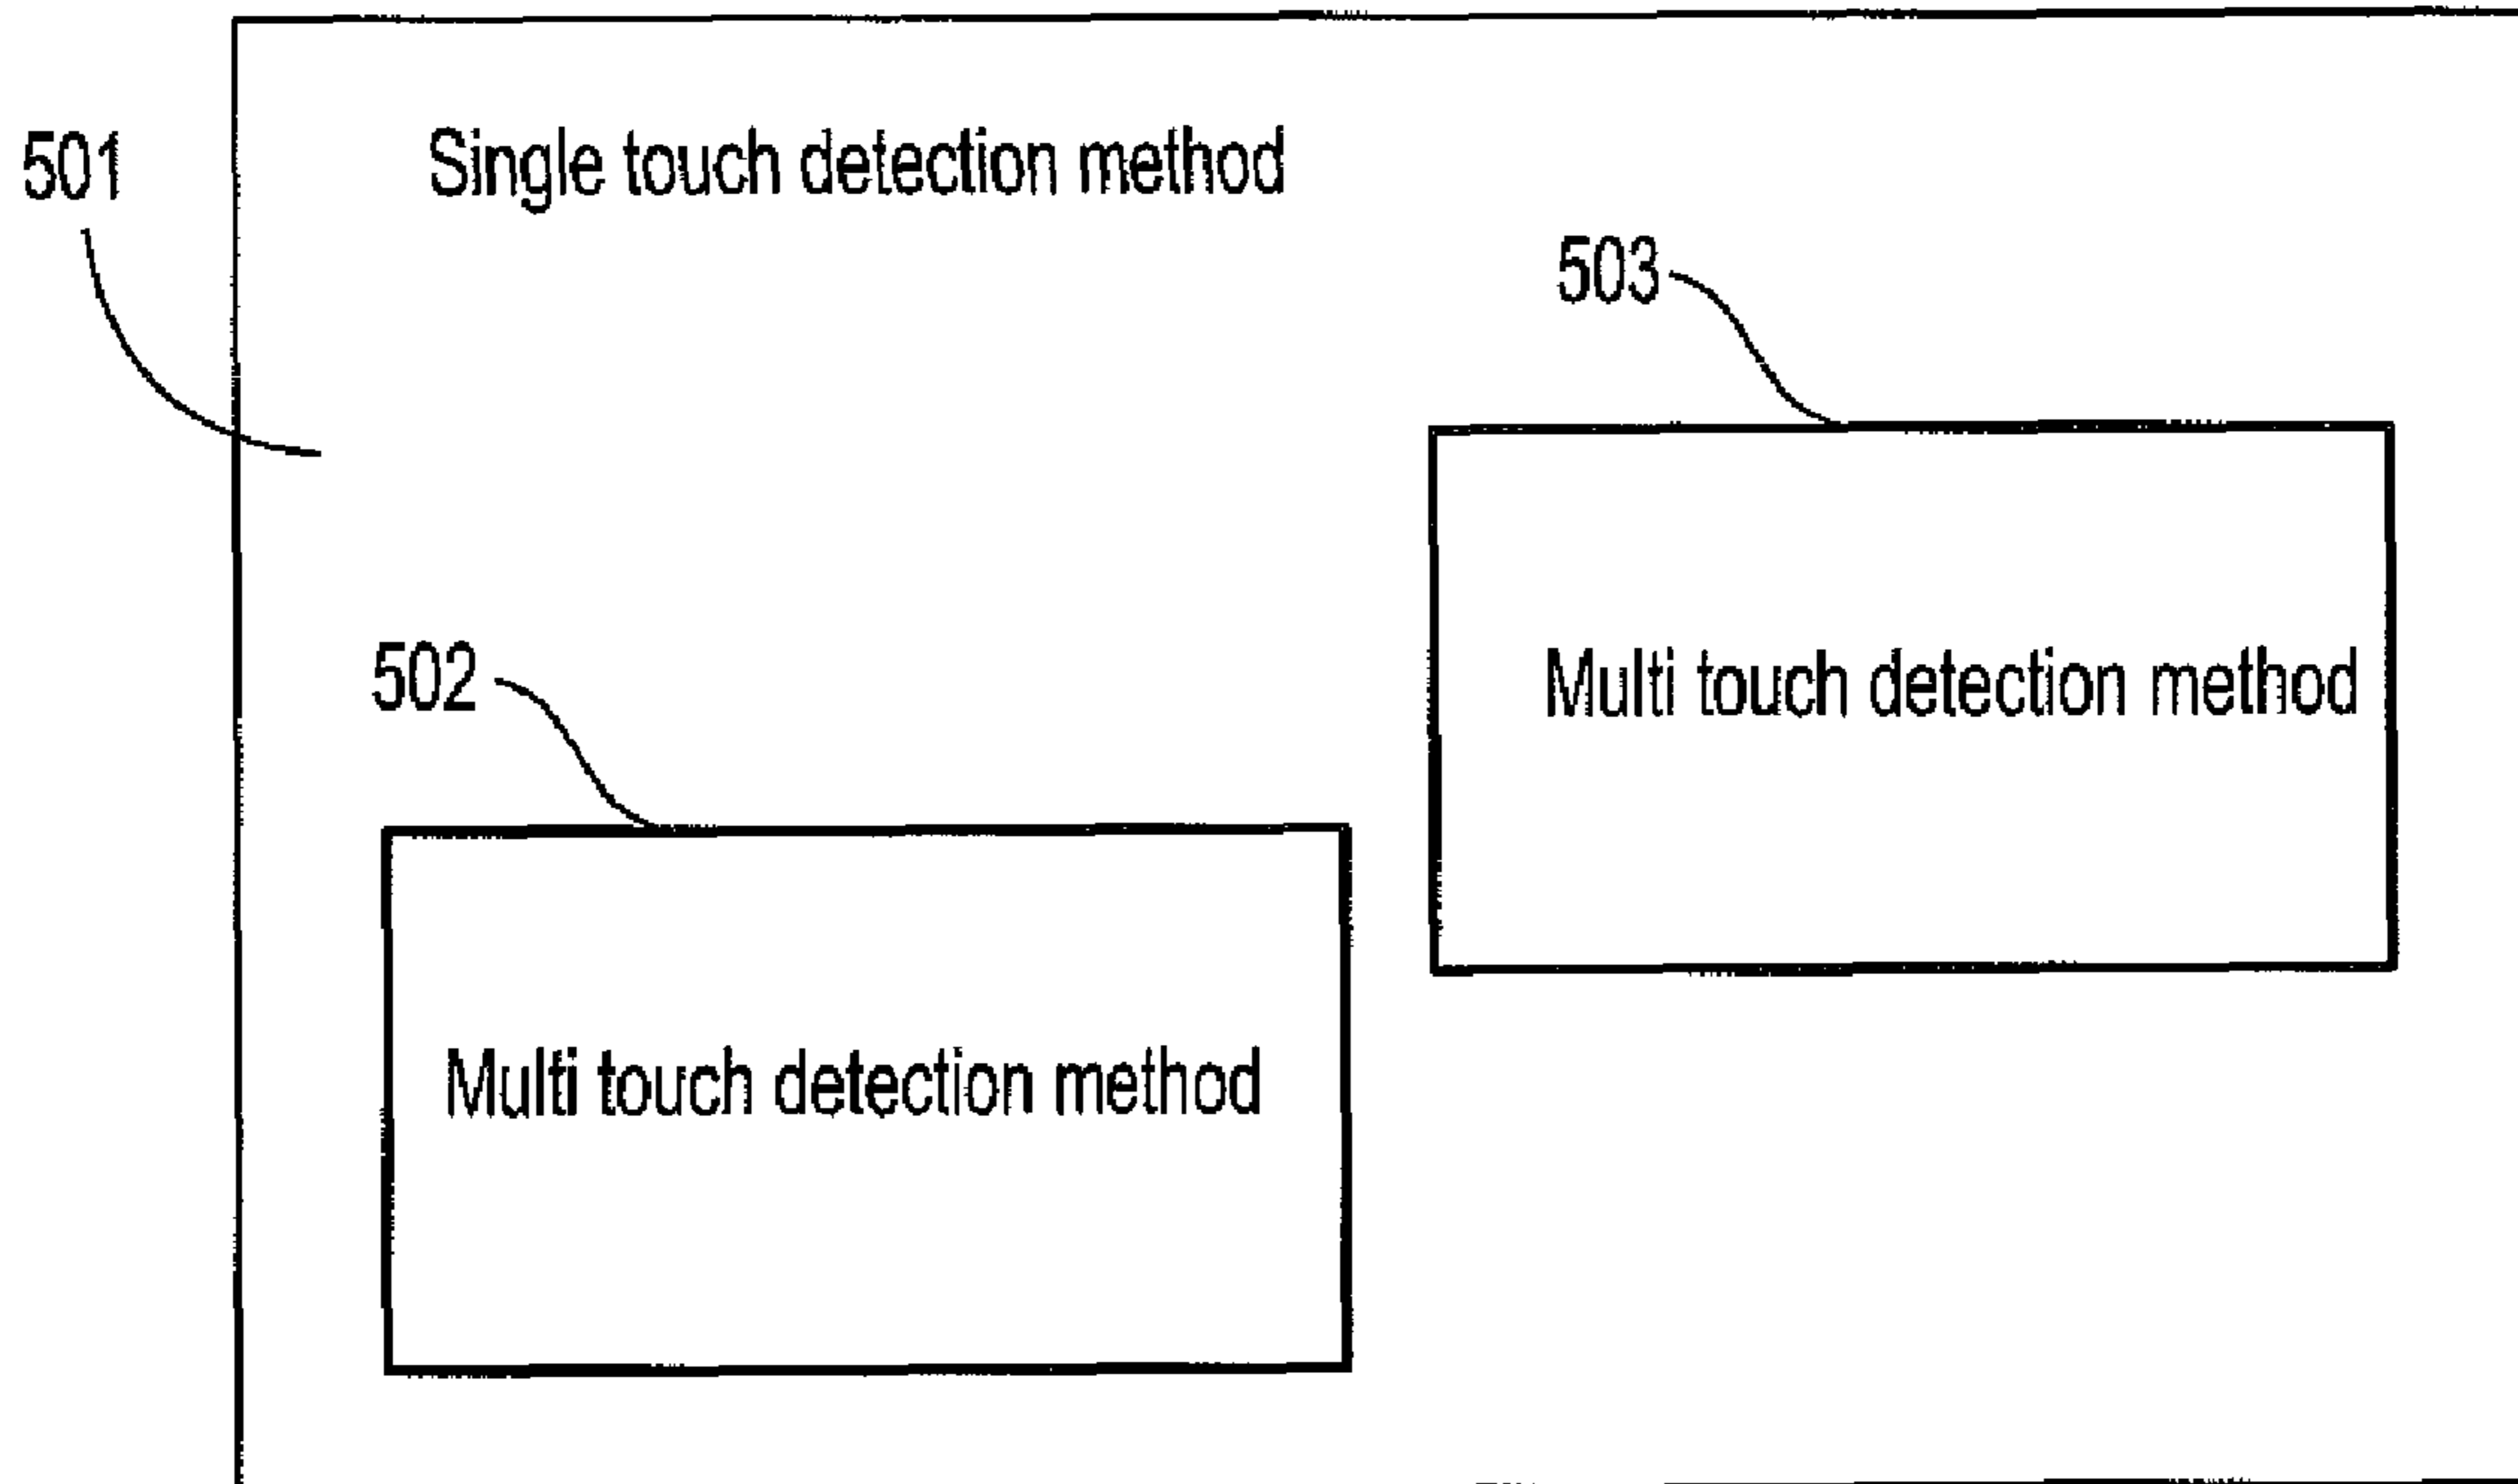 501
Single touch detection method
503
502
Multi touch detection method
Multi touch detection method